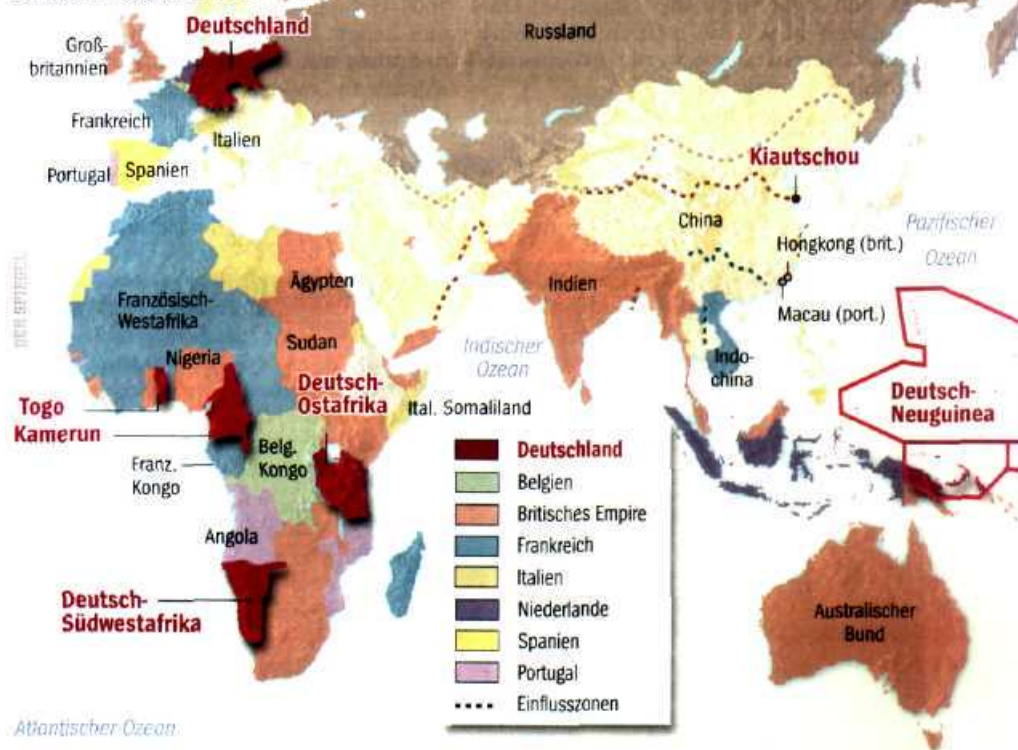 Deutschland
Groß-
britannien
Russland
Frankreich
Italien
Portugal
Spanien
Kiautschou
China
Pazifischer
Ozean
Hongkong (brit.)
Macau (port.)
Indien
Ägypten
Französisch-
Westafrika
DER SPIEGEL
Sudan
Nigeria
Indischer
Ozean
Indo-
china
Deutsch-
Ostafrika
Ital. Somaliland
Deutsch-
Neuguinea
Togo
Kamerun
Belg.
Kongo
Franz.
Kongo
Angola
Deutsch-
Südwestafrika
Deutschland
Belgien
Britisches Empire
Frankreich
Italien
Niederlande
Spanien
Portugal
Einflusszonen
Australischer
Bund
Atlantischer Ozean